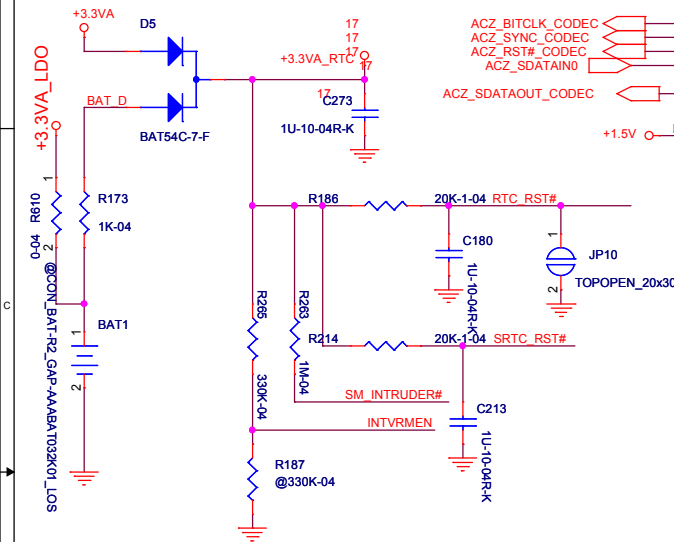 +3.3VA
D5
17
17
17
+3.3VA_RTC
17
17
C273
1U-10-04R-K
ACZ_BITCLK_CODEC
ACZ_SYNC_CODEC
ACZ_RST#_CODEC
ACZ_SDATAIN0
ACZ_SDATAOUT_CODEC
+1.5V
+3.3VA_LDO
BAT_D
BAT54C-7-F
1
R610
0-04
2
R173
1K-04
R186
20K-1-04
RTC_RST#
C180
1U-10-04R-K
1
JP10
2
TOPOPEN_20x30
C
@CON_BAT-R2_GAP-AAABAT032K01_LOS
1
BAT1
2
R265
330K-04
R263
1M-04
R214
20K-1-04
SRTC_RST#
SM_INTRUDER#
INTVRMEN
C213
1U-10-04R-K
R187
@330K-04